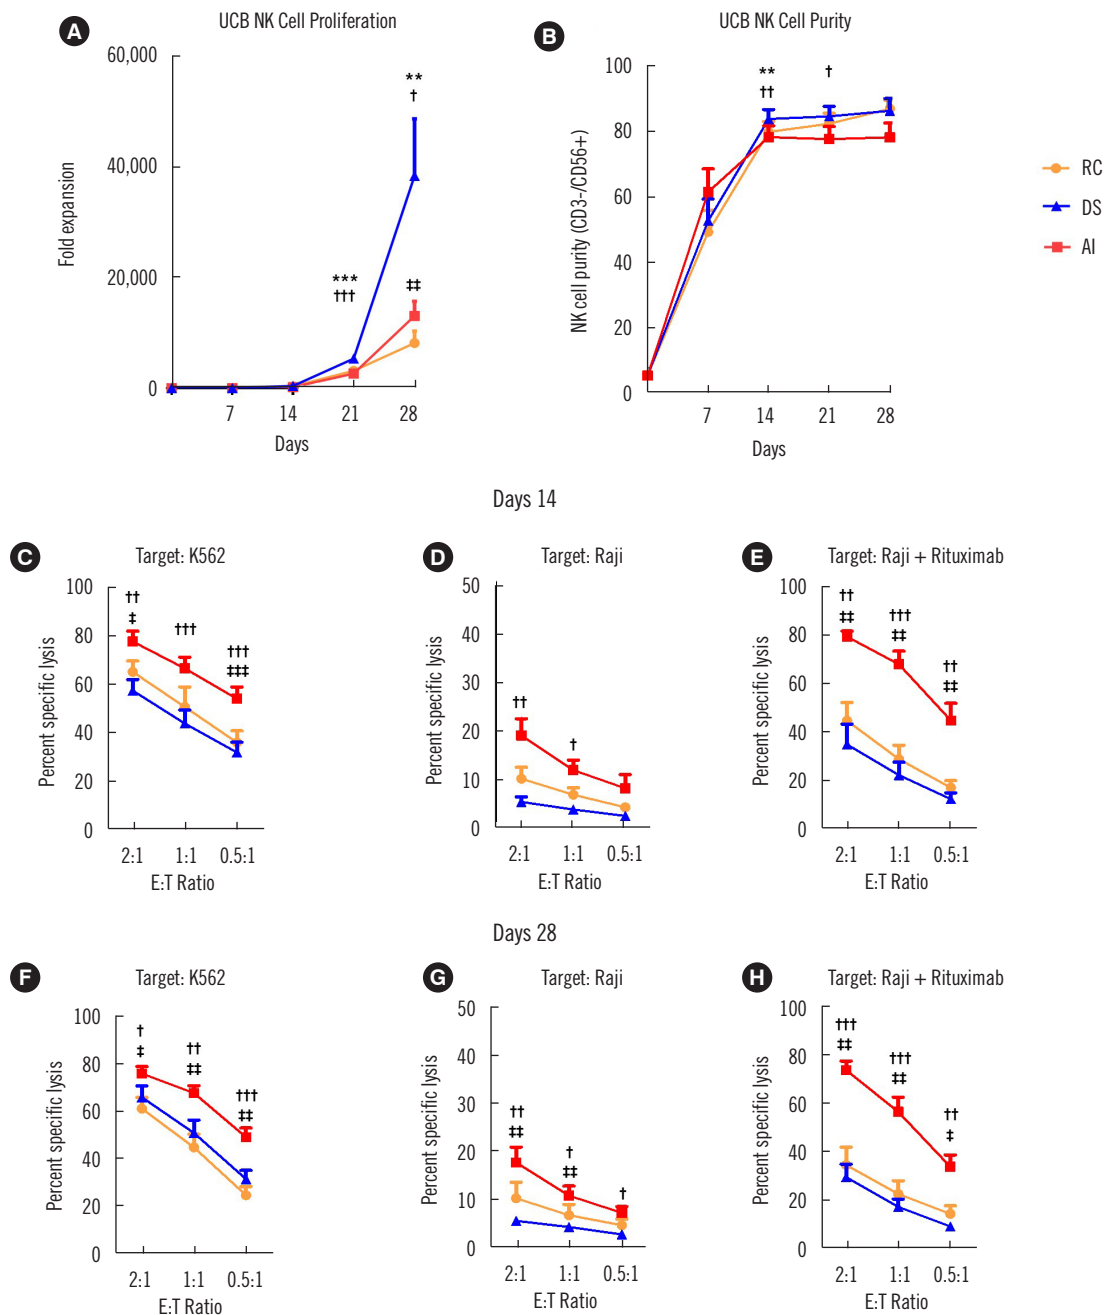 A
UCB NK Cell Proliferation
Fold expansion
60,000
40,000
20,000
0
**
†
***
†††
‡‡
7 14 21 28
Days
B
UCB NK Cell Purity
NK cell purity (CD3-/CD56+)
100
80
60
40
20
0
**
††
†
7 14 21 28
Days
RC
DS
AI
Days 14
C
Target: K562
Percent specific lysis
100
80
60
40
20
0
††
‡
†††
†††
‡‡‡
2:1 1:1 0.5:1
E:T Ratio
D
Target: Raji
Percent specific lysis
50
40
30
20
10
0
††
†
2:1 1:1 0.5:1
E:T Ratio
E
Target: Raji + Rituximab
Percent specific lysis
100
80
60
40
20
0
††
‡‡
†††
‡‡
††
‡‡
2:1 1:1 0.5:1
E:T Ratio
Days 28
F
Target: K562
Percent specific lysis
100
80
60
40
20
0
†
‡
††
‡‡
†††
‡‡
2:1 1:1 0.5:1
E:T Ratio
G
Target: Raji
Percent specific lysis
50
40
30
20
10
0
††
‡‡
†
‡‡
†
2:1 1:1 0.5:1
E:T Ratio
H
Target: Raji + Rituximab
Percent specific lysis
100
80
60
40
20
0
†††
‡‡
†††
‡‡
††
‡
2:1 1:1 0.5:1
E:T Ratio